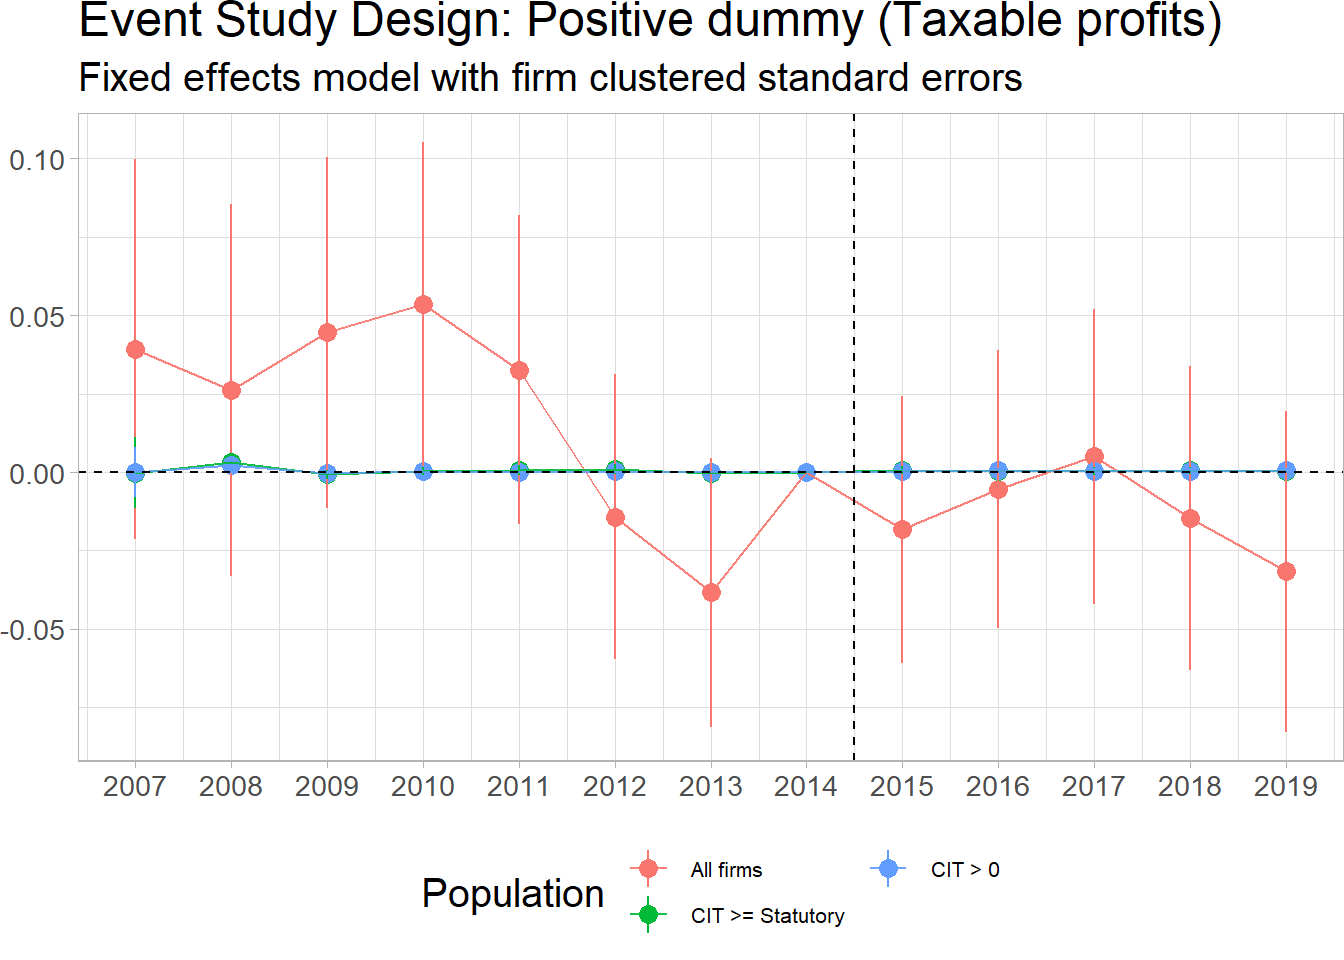 Event Study Design: Positive dummy (Taxable profits)
Fixed effects model with firm clustered standard errors
0.10
0.05
0.00
-0.05
2007 2008 2009 2010 2011 2012 2013 2014 2015 2016 2017 2018 2019
Population
All firms
CIT >= Statutory
CIT > 0